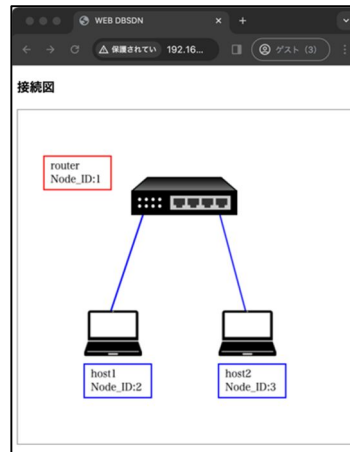 WEB DBSDN
保護されてい 192.16...
ゲスト (3)
接続図
router
Node_ID:1
host1
Node_ID:2
host2
Node_ID:3